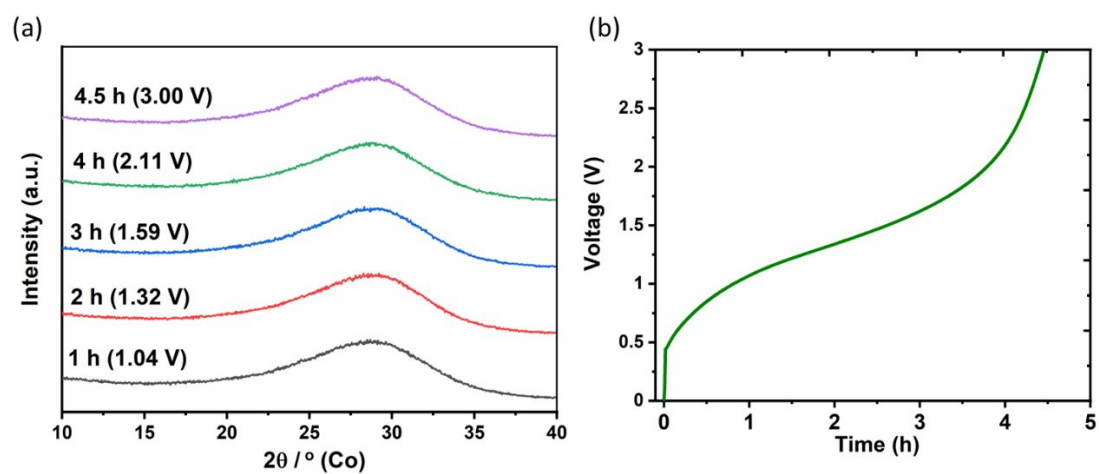 (a)
4.5 h (3.00 V)
4 h (2.11 V)
3 h (1.59 V)
2 h (1.32 V)
1 h (1.04 V)
Intensity (a.u.)
10 15 20 25 30 35 40
2θ / º (Co)
(b)
3
2.5
2
1.5
1
0.5
0
Voltage (V)
0 1 2 3 4 5
Time (h)